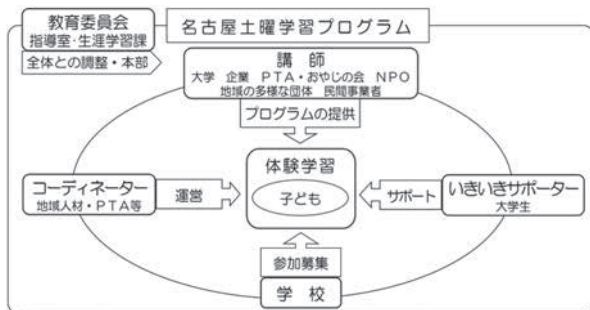 教育委員会
指導室・生涯学習課
全体との調整・本部
名古屋土曜学習プログラム
講師
大学 企業 PTA・おやじの会 NPO
地域の多様な団体 民間事業者
プログラムの提供
体験学習
子ども
コーディネーター
地域人材・PTA等
運営
サポート
いきいきサポーター
大学生
参加募集
学校